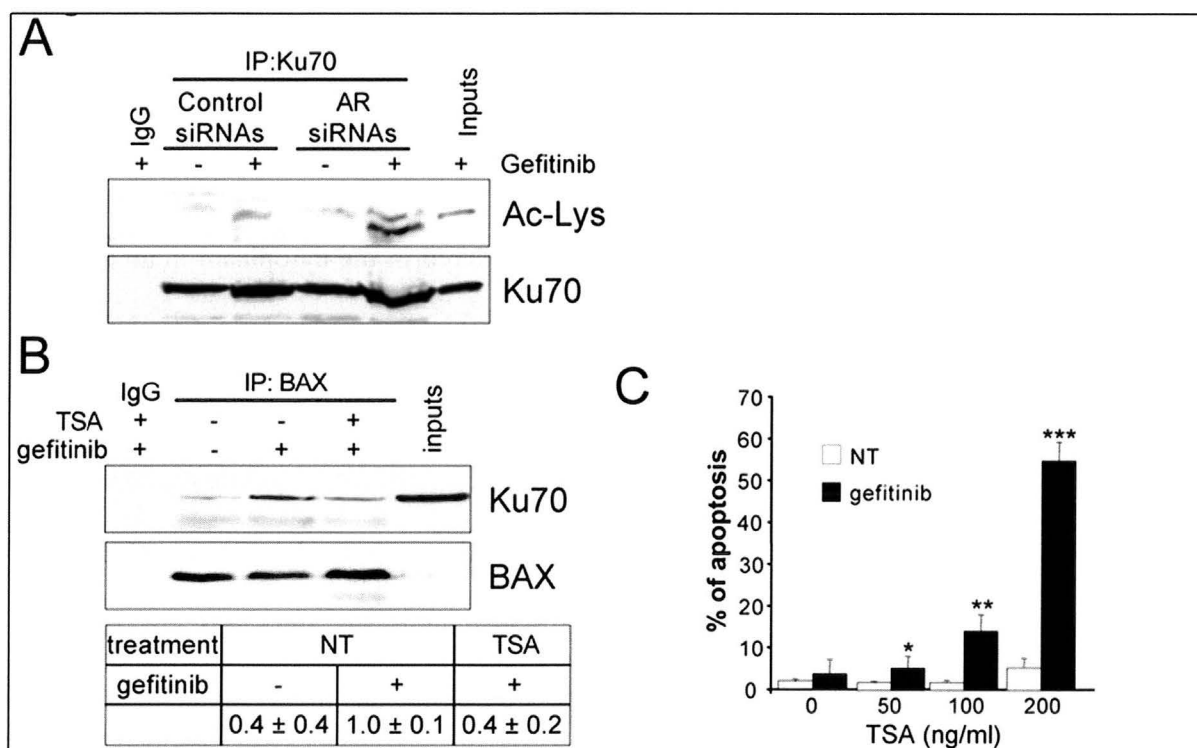 A
IP:Ku70
IgG
Control siRNAs
AR siRNAs
Inputs
+ - + - + + Gefitinib
Ac-Lys
Ku70
B
IgG
IP: BAX
inputs
TSA + - - +
gefitinib + - + +
Ku70
BAX
treatment NT TSA
gefitinib - + +
0.4 ± 0.4 1.0 ± 0.1 0.4 ± 0.2
C
% of apoptosis
70
60
50
40
30
20
10
0
NT
gefitinib
* ** ***
0 50 100 200
TSA (ng/ml)